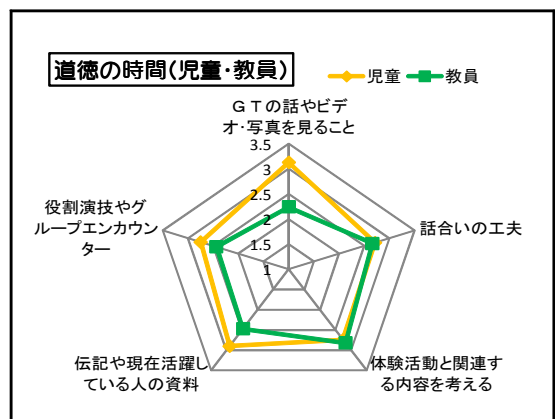 道徳の時間(児童・教員)
児童
教員
GTの話やビデ
オ・写真を見ること
3.5
3
2.5
2
1.5
1
話合いの工夫
体験活動と関連す
る内容を考える
伝記や現在活躍し
ている人の資料
役割演技やグ
ループエンカウン
ター